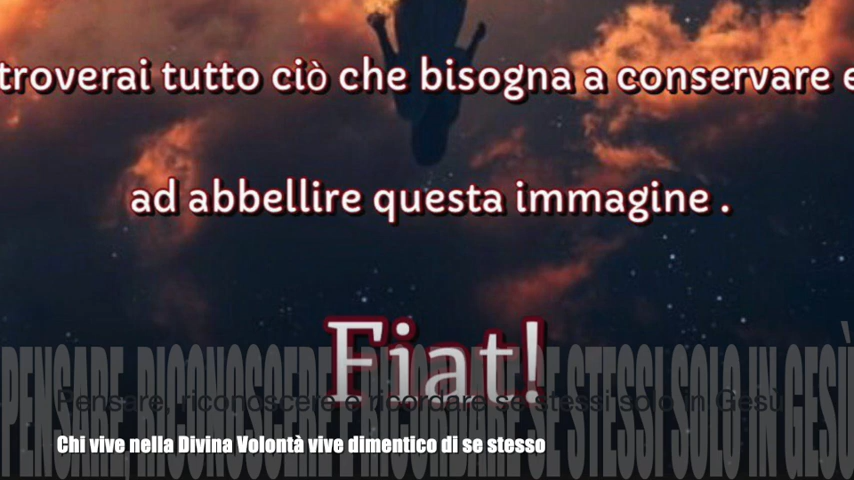 troverai tutto ciò che bisogna a conservare e
ad abbellire questa immagine .
Fiat!
PENSARE, RICONOSCERE E RICORDARE SE STESSI SOLO IN GESÙ
Pensare, riconoscere e ricordare se stessi solo in Gesù
Chi vive nella Divina Volontà vive dimentico di se stesso